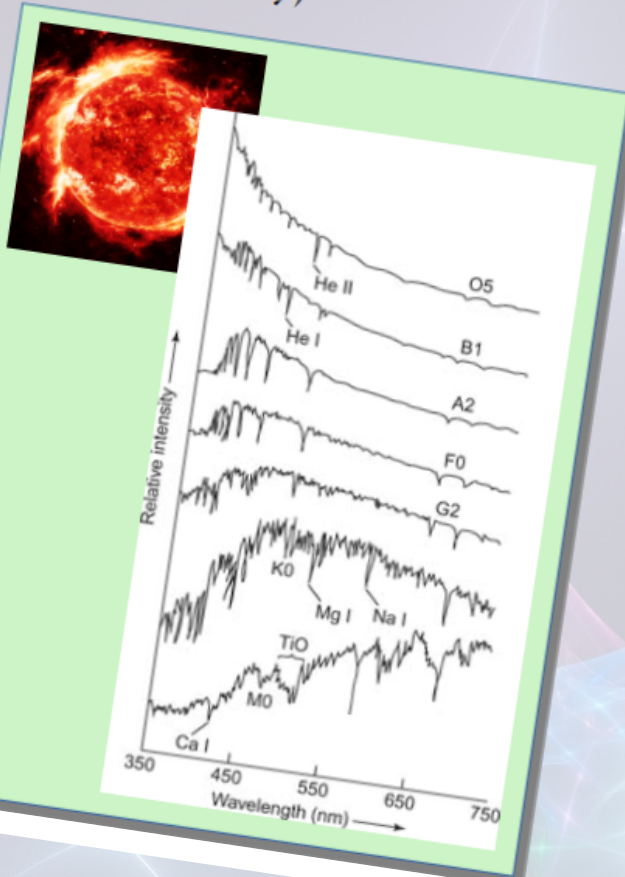 O5
He II
B1
He I
A2
F0
G2
Relative intensity
K0
Mg I
Na I
TiO
M0
Ca I
350
450
550
650
750
Wavelength (nm)